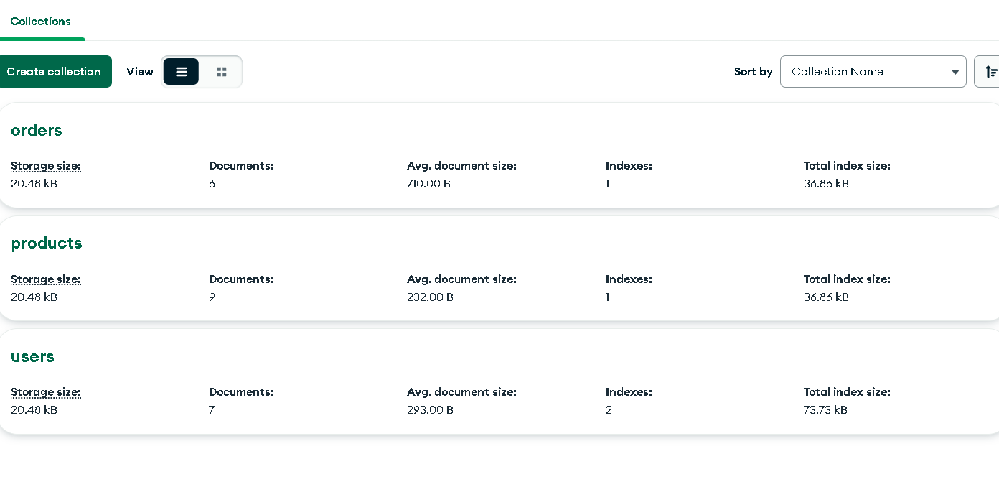 Collections
Create collection View Sort by Collection Name
orders
Storage size: Documents: Avg. document size: Indexes: Total index size:
20.48 kB 6 710.00 B 1 36.86 kB
products
Storage size: Documents: Avg. document size: Indexes: Total index size:
20.48 kB 9 232.00 B 1 36.86 kB
users
Storage size: Documents: Avg. document size: Indexes: Total index size:
20.48 kB 7 293.00 B 2 73.73 kB